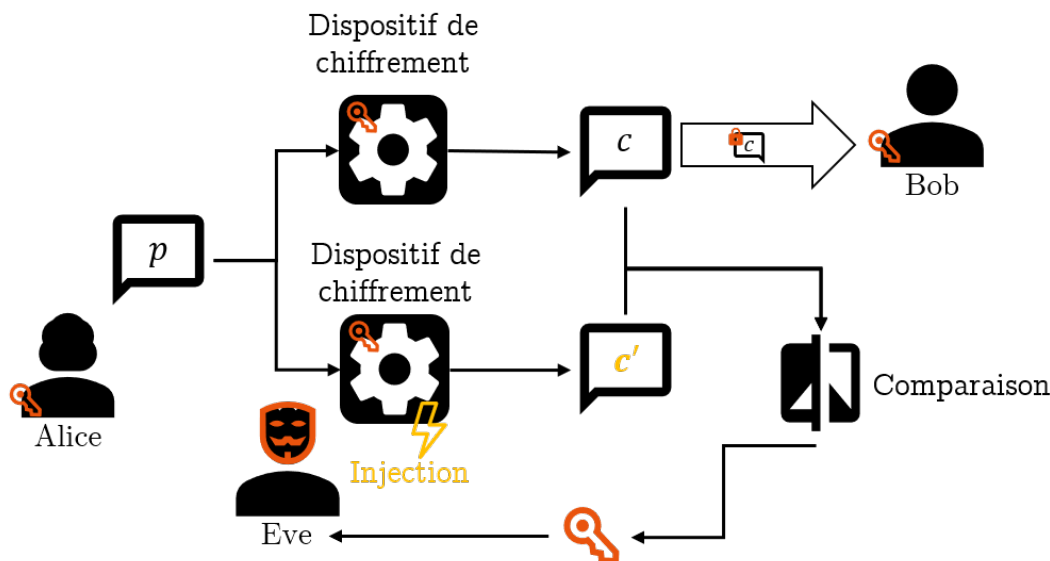 Dispositif de
chiffrement
c
c
Bob
p
Dispositif de
chiffrement
c′
Comparaison
Alice
Injection
Eve